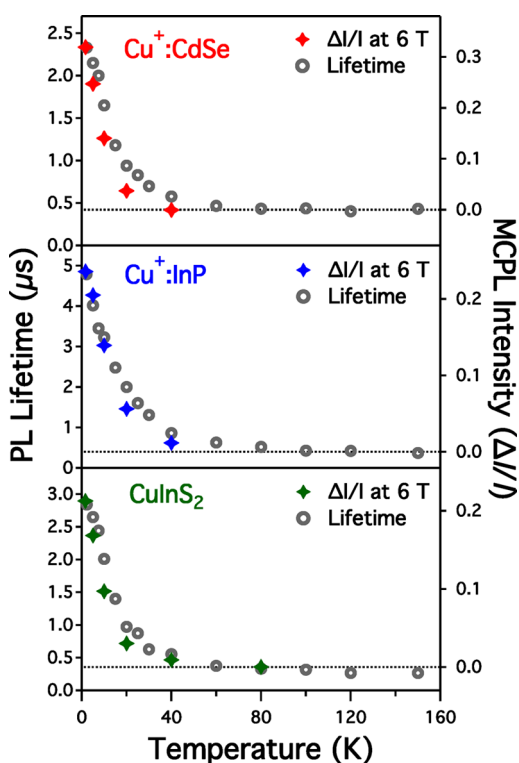 Cu⁺:CdSe
ΔI/I at 6 T
Lifetime
2.5
2.0
1.5
1.0
0.5
0.0
0.3
0.2
0.1
0.0
Cu⁺:InP
ΔI/I at 6 T
Lifetime
5
4
3
2
1
0
0.2
0.1
0.0
CuInS₂
ΔI/I at 6 T
Lifetime
3.0
2.5
2.0
1.5
1.0
0.5
0.0
0.2
0.1
0.0
0
40
80
120
160
PL Lifetime (µs)
MCPL Intensity (ΔI/I)
Temperature (K)